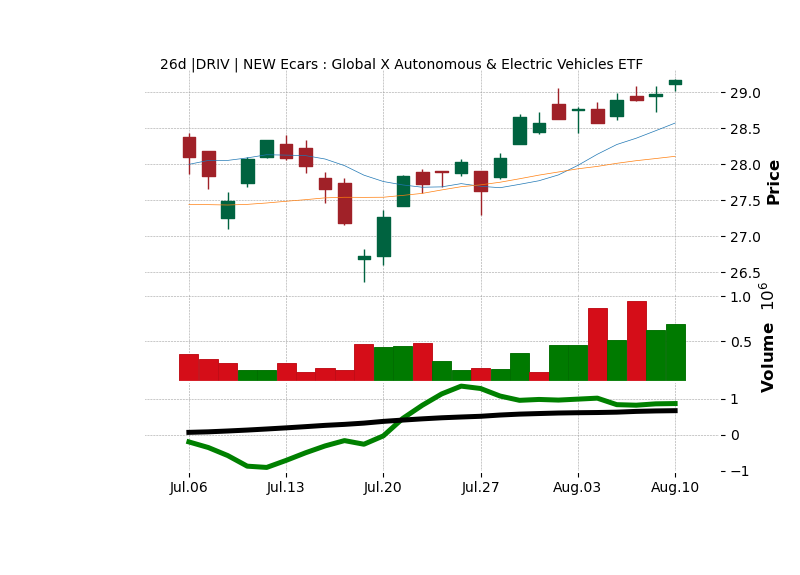 26d |DRIV | NEW Ecars : Global X Autonomous & Electric Vehicles ETF
29.0
28.5
28.0
27.5
27.0
26.5
Price
1.0
0.5
Volume 10^6
1
0
−1
Jul.06 Jul.13 Jul.20 Jul.27 Aug.03 Aug.10